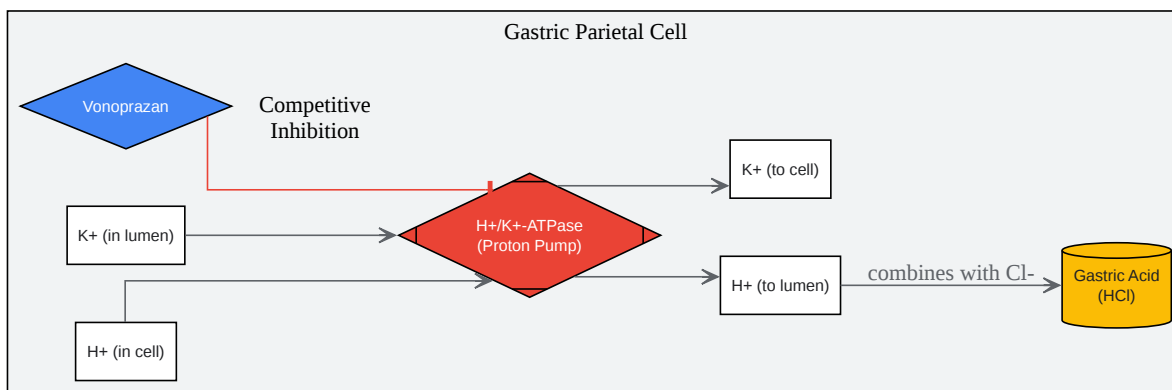 Gastric Parietal Cell
Vonoprazan
Competitive
Inhibition
K+ (to cell)
K+ (in lumen)
H+/K+-ATPase
(Proton Pump)
H+ (to lumen)
combines with Cl-
Gastric Acid
(HCl)
H+ (in cell)